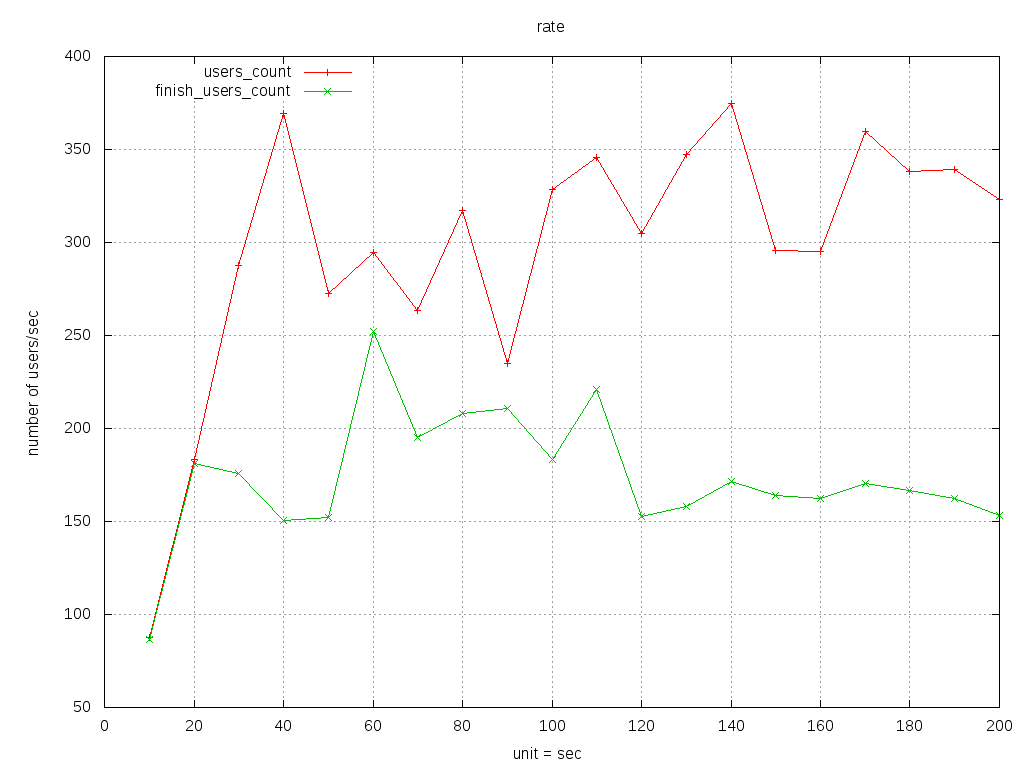 rate
users_count
finish_users_count
number of users/sec
400
350
300
250
200
150
100
50
0 20 40 60 80 100 120 140 160 180 200
unit = sec